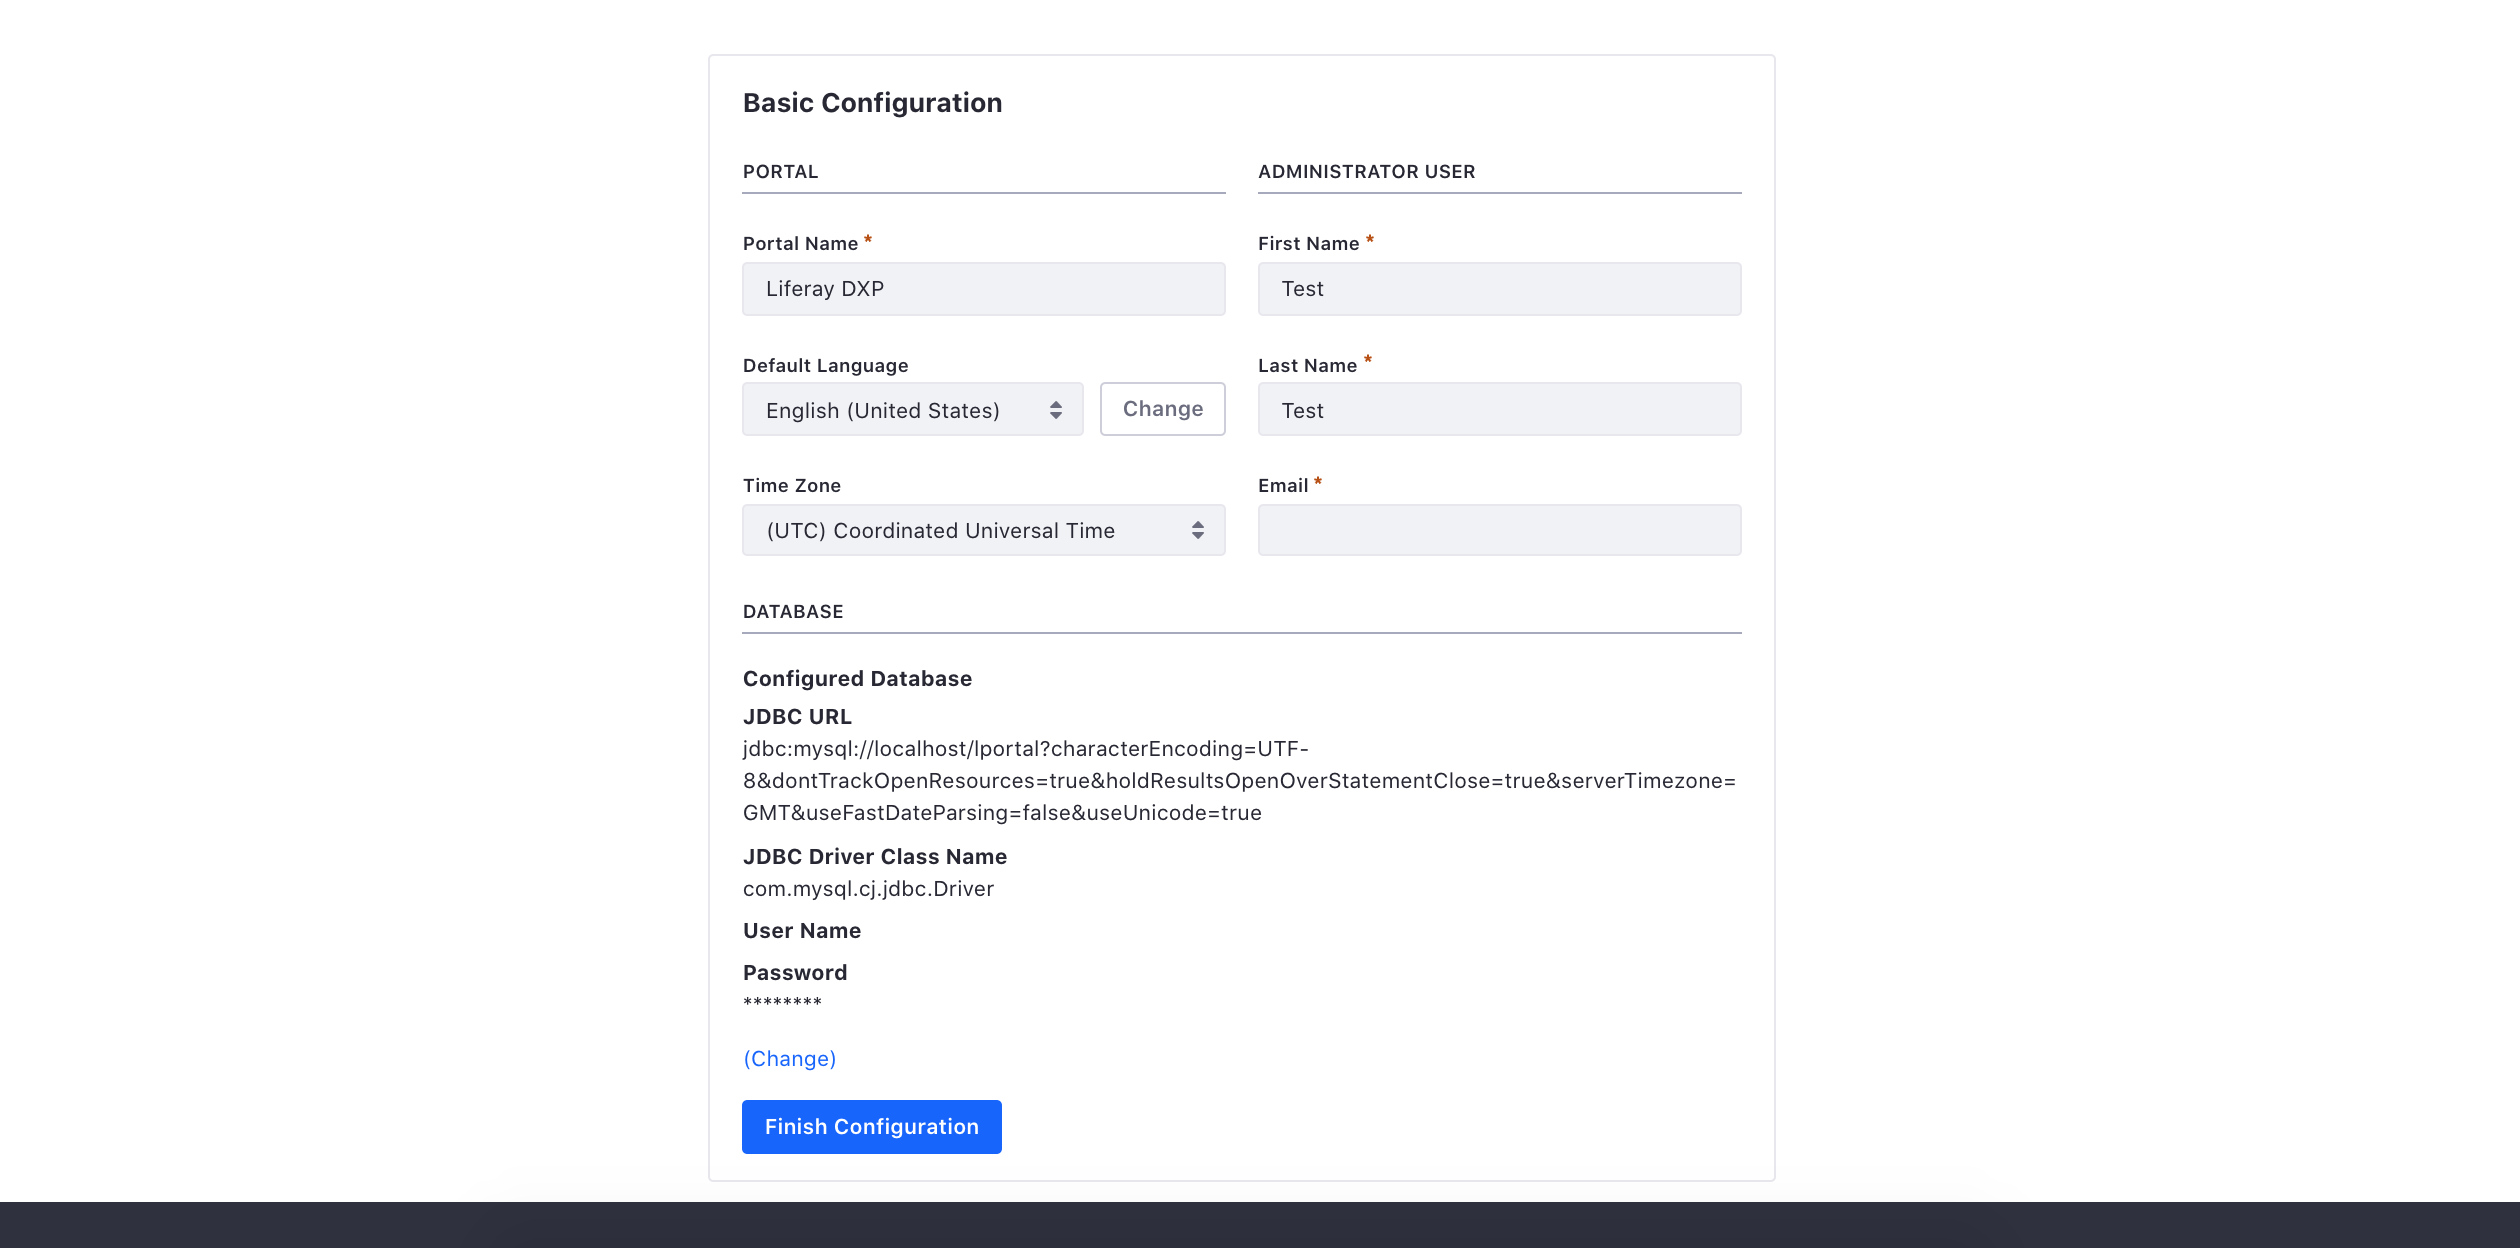 Basic Configuration
PORTAL
Portal Name *
Liferay DXP
Default Language
English (United States)
Change
Time Zone
(UTC) Coordinated Universal Time
ADMINISTRATOR USER
First Name *
Test
Last Name *
Test
Email *
DATABASE
Configured Database
JDBC URL
jdbc:mysql://localhost/lportal?characterEncoding=UTF-
8&dontTrackOpenResources=true&holdResultsOpenOverStatementClose=true&serverTimezone=
GMT&useFastDateParsing=false&useUnicode=true
JDBC Driver Class Name
com.mysql.cj.jdbc.Driver
User Name
Password
********
(Change)
Finish Configuration